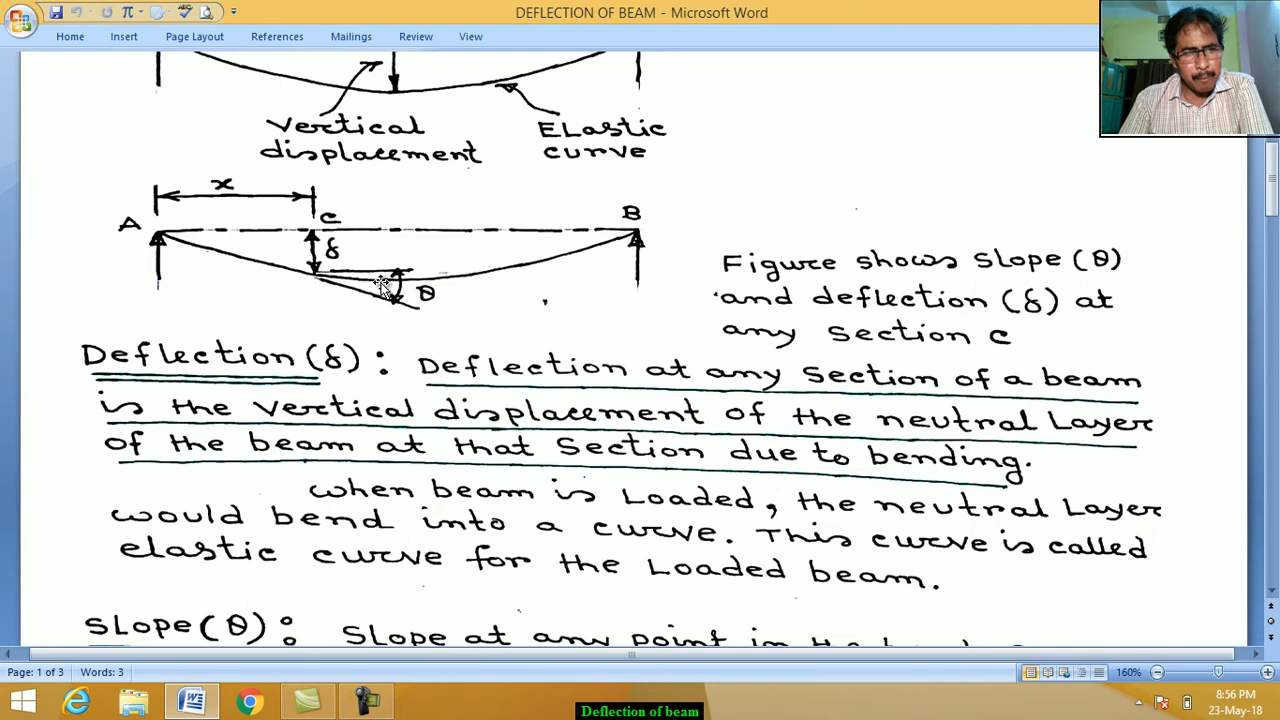 DEFLECTION OF BEAM - Microsoft Word
Home Insert Page Layout References Mailings Review View
Vertical displacement
Elastic curve
x
A C B
δ
θ
Figure shows slope (θ)
and deflection (δ) at
any section C
Deflection (δ) : Deflection at any section of a beam
is the vertical displacement of the neutral Layer
of the beam at that section due to bending.
When beam is Loaded, the neutral Layer
would bend into a curve. This curve is called
elastic curve for the Loaded beam.
Slope (θ) : Slope at any point in the
Page: 1 of 3 Words: 3 160%
8:56 PM
23-May-18
Deflection of beam